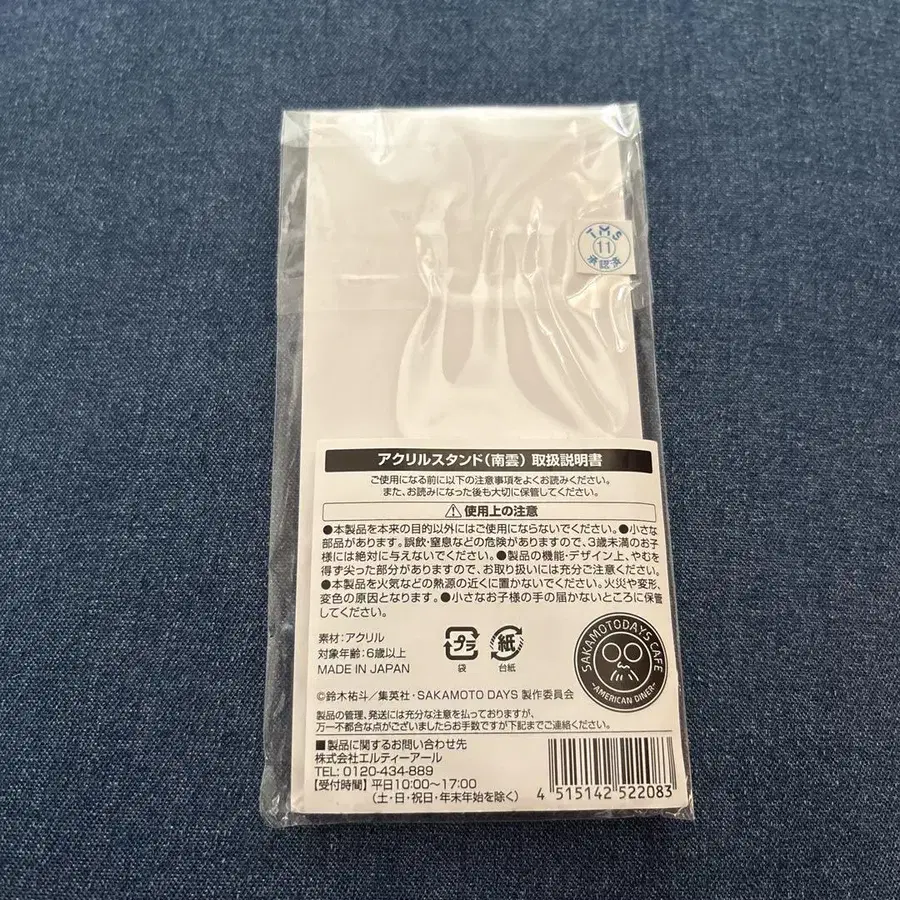 TMS
11
承認済
アクリルスタンド(南雲) 取扱説明書
ご使用になる前に以下の注意事項をよくお読みください。
また、お読みになった後も大切に保管してください。
⚠使用上の注意
●本製品を本来の目的以外にはご使用にならないでください。●小さな
部品があります。誤飲・窒息などの危険がありますので、3歳未満のお子
様には絶対に与えないでください。●製品の機能・デザイン上、やむを
得ず尖った部分がありますので、お取り扱いには充分ご注意ください。
●本製品を火気などの熱源の近くに置かないでください。火災や変形、
変色の原因となります。●小さなお子様の手の届かないところに保管
してください。
素材:アクリル
対象年齢:6歳以上
MADE IN JAPAN
プラ
袋
紙
台紙
SAKAMOTODAYS CAFE
-AMERICAN DINER-
©鈴木祐斗/集英社・SAKAMOTO DAYS 製作委員会
製品の管理、発送には充分な注意を払っておりますが、
万一不都合な点がございましたらお手数ですが下記までご連絡ください。
■製品に関するお問い合わせ先
株式会社エルティーアール
TEL: 0120-434-889
【受付時間】平日10:00〜17:00
(土・日・祝日・年末年始を除く)
4 515142 522083